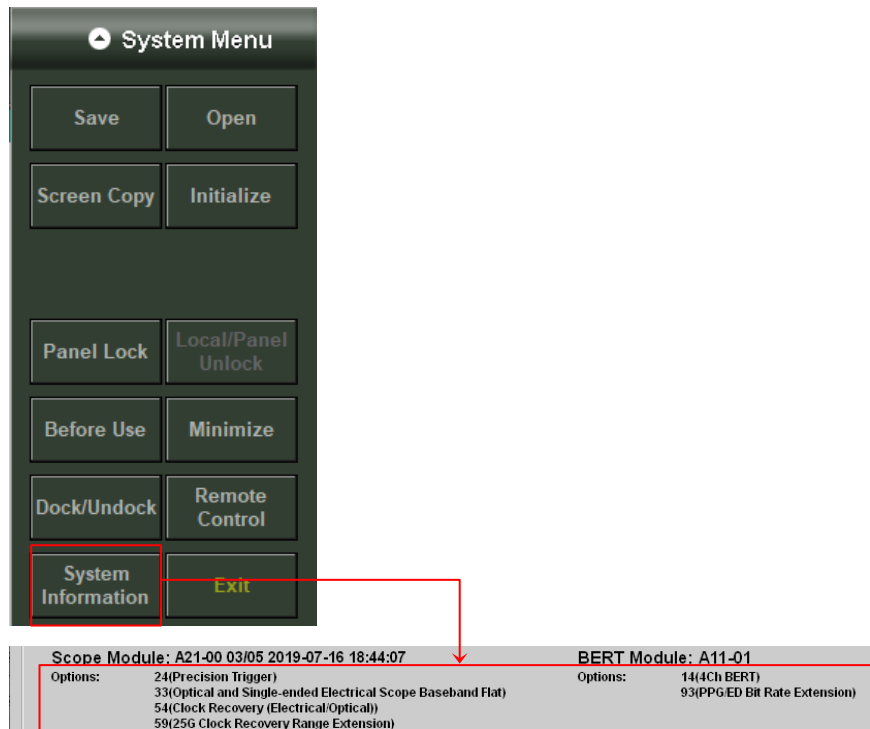 System Menu
Save Open
Screen Copy Initialize
Panel Lock Local/Panel
Unlock
Before Use Minimize
Dock/Undock Remote
Control
System
Information Exit
Scope Module: A21-00 03/05 2019-07-16 18:44:07 BERT Module: A11-01
Options: 24(Precision Trigger) Options: 14(4Ch BERT)
33(Optical and Single-ended Electrical Scope Baseband Flat) 93(PPG/ED Bit Rate Extension)
54(Clock Recovery (Electrical/Optical))
59(25G Clock Recovery Range Extension)